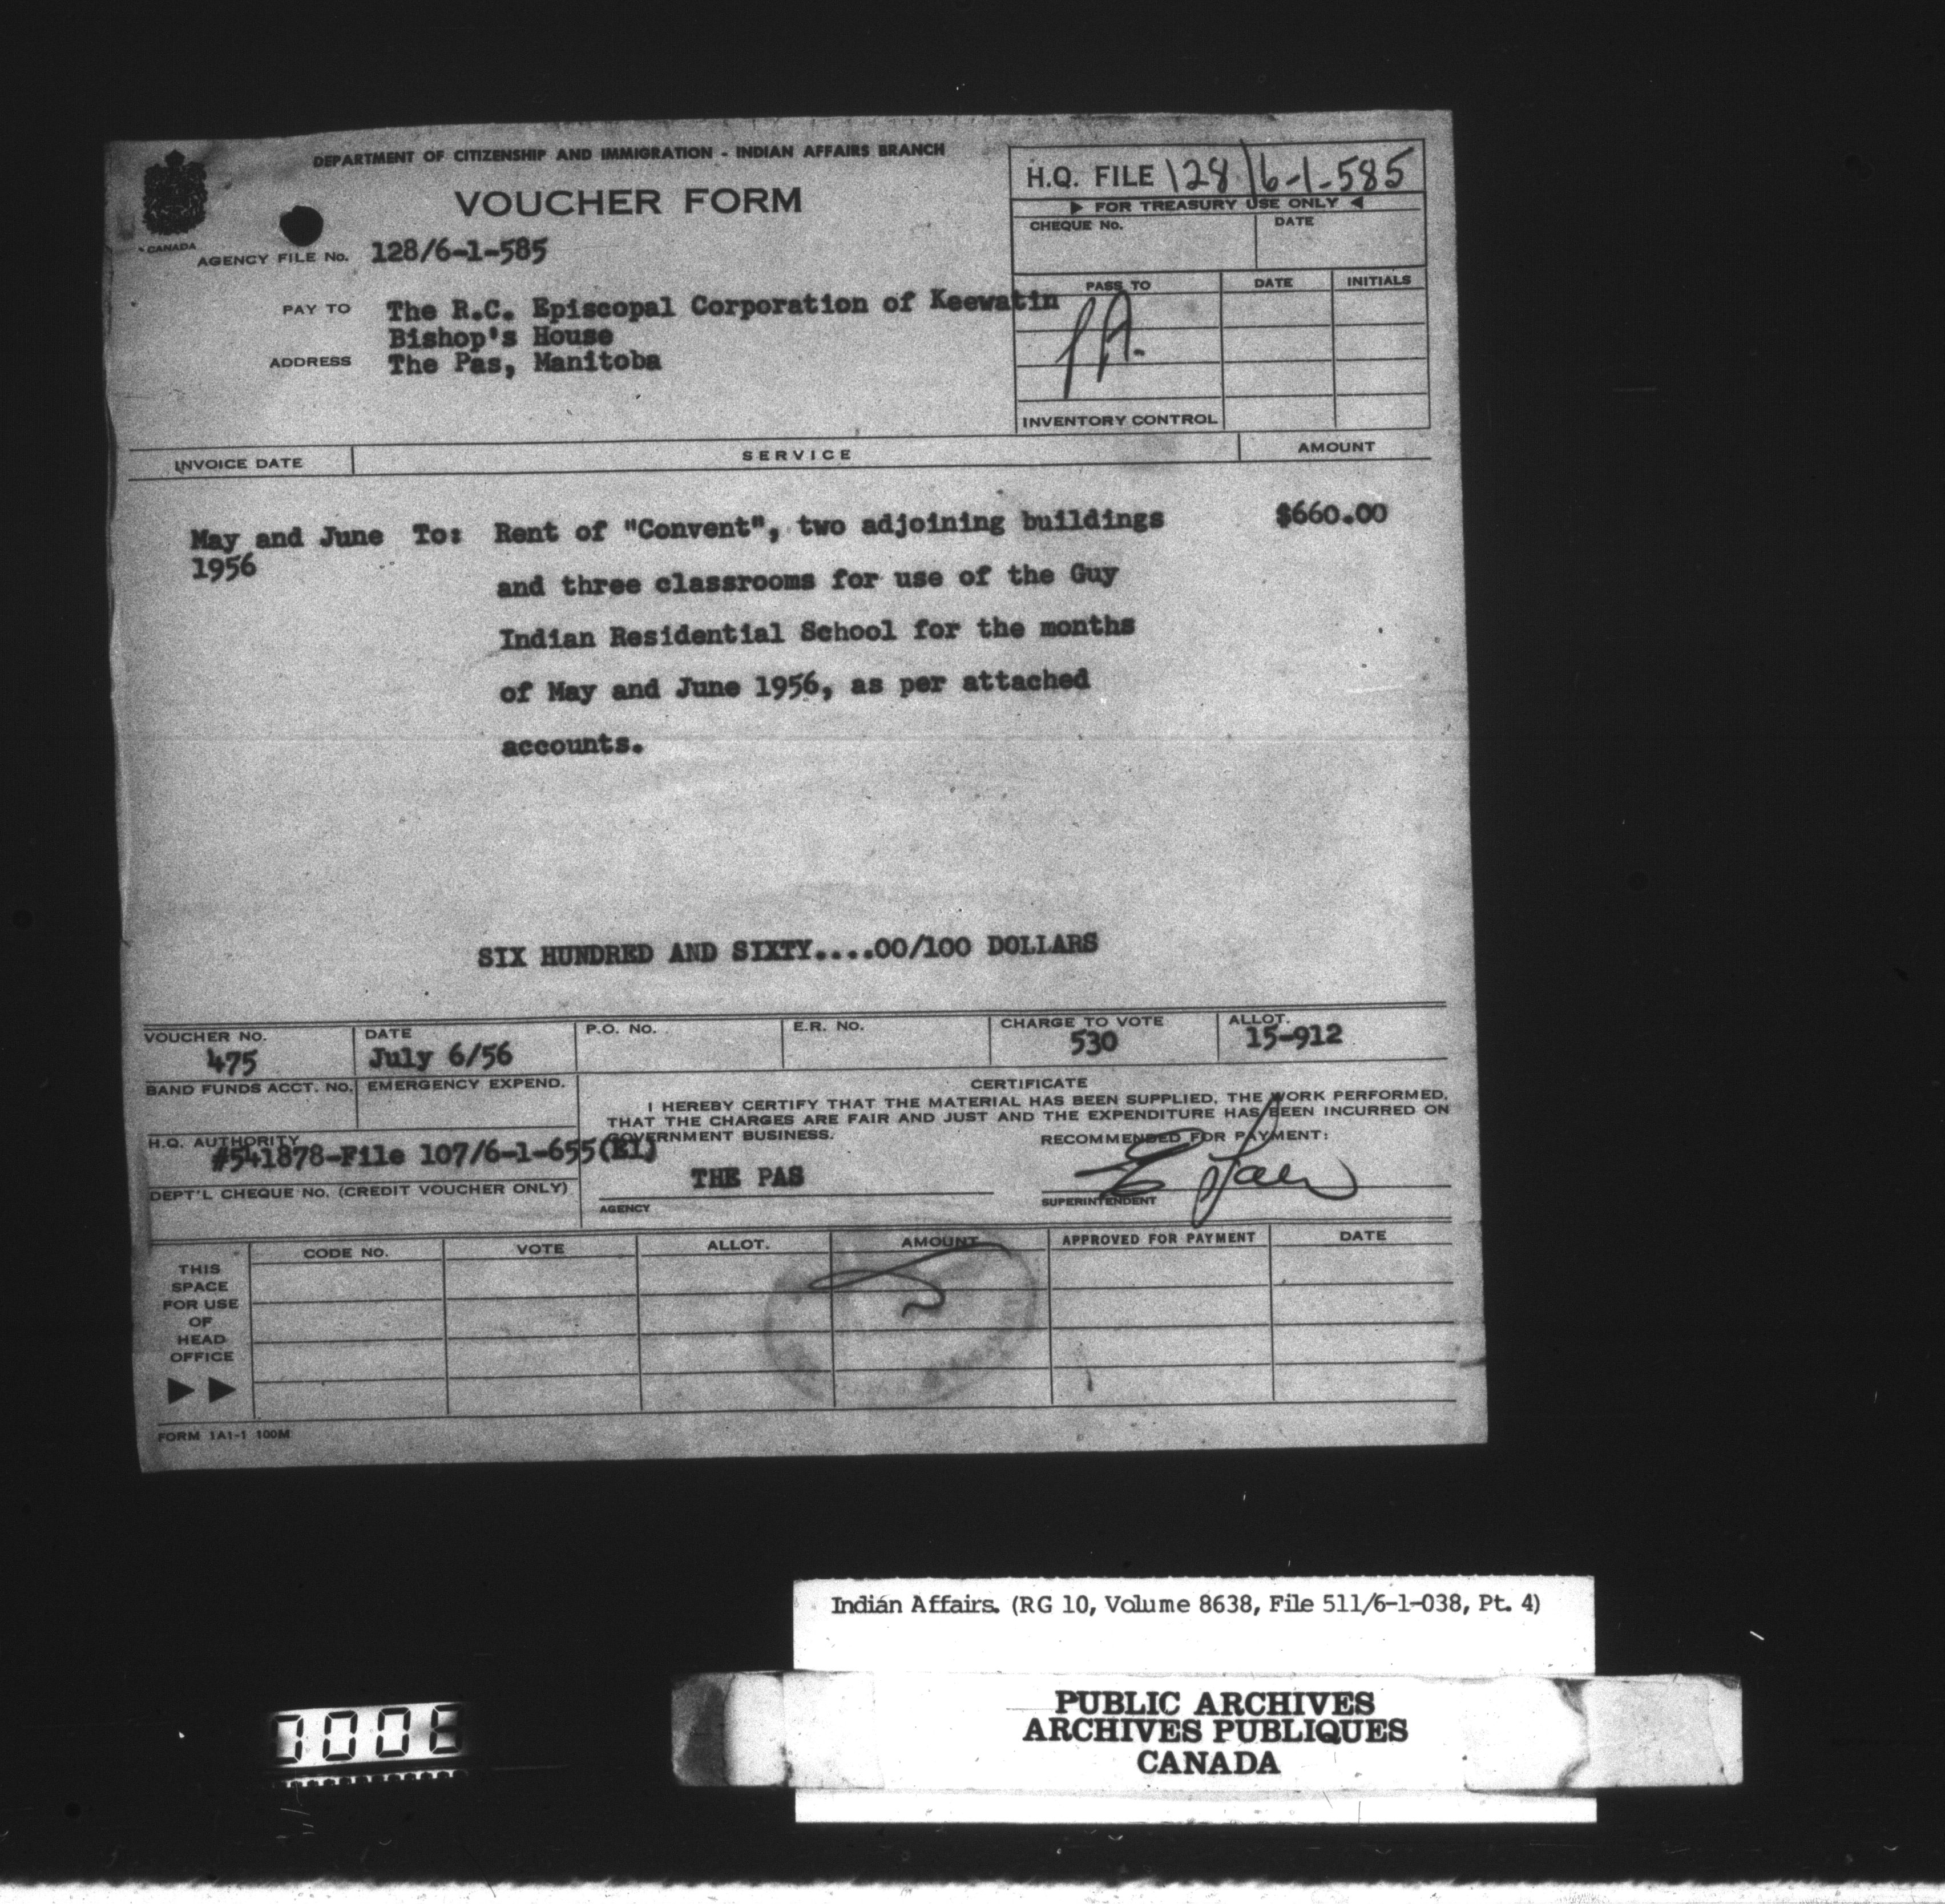 DEPARTMENT OF CITIZENSHIP AND IMMIGRATION - INDIAN AFFAIRS BRANCH
VOUCHER FORM
CANADA
AGENCY FILE No. 128/6-1-585
H.Q. FILE 128/6-1-585
FOR TREASURY USE ONLY
CHEQUE No. DATE
PAY TO The R.C. Episcopal Corporation of Keewatin
Bishop's House
ADDRESS The Pas, Manitoba
PASS TO DATE INITIALS
PA.
INVENTORY CONTROL
INVOICE DATE SERVICE AMOUNT
May and June To: Rent of "Convent", two adjoining buildings $660.00
1956
and three classrooms for use of the Guy
Indian Residential School for the months
of May and June 1956, as per attached
accounts.
SIX HUNDRED AND SIXTY....00/100 DOLLARS
VOUCHER NO. DATE P.O. No. E.R. No. CHARGE TO VOTE ALLOT.
475 July 6/56 530 15-912
BAND FUNDS ACCT. NO. EMERGENCY EXPEND.
CERTIFICATE
I HEREBY CERTIFY THAT THE MATERIAL HAS BEEN SUPPLIED, THE WORK PERFORMED,
THAT THE CHARGES ARE FAIR AND JUST AND THE EXPENDITURE HAS BEEN INCURRED ON
GOVERNMENT BUSINESS.
H.Q. AUTHORITY
#541878-File 107/6-1-655(E1)
RECOMMENDED FOR PAYMENT:
THE PAS
DEPT'L CHEQUE No. (CREDIT VOUCHER ONLY)
AGENCY
SUPERINTENDENT
CODE NO. VOTE ALLOT. AMOUNT APPROVED FOR PAYMENT DATE
THIS
SPACE
FOR USE
OF
HEAD
OFFICE
FORM 1A1-1 100M
Indian Affairs. (RG 10, Volume 8638, File 511/6-1-038, Pt. 4)
PUBLIC ARCHIVES
ARCHIVES PUBLIQUES
CANADA